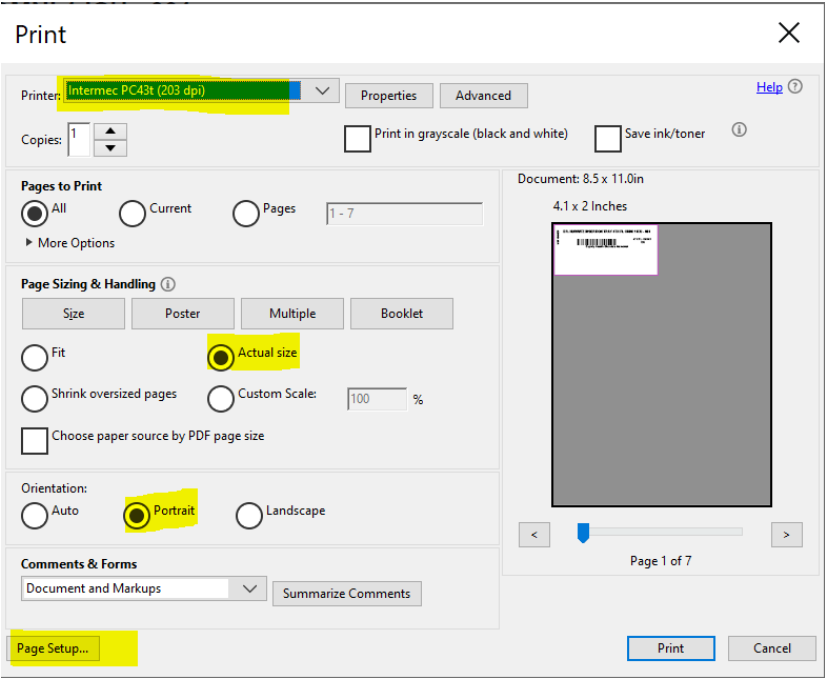 Print
Printer: Intermec PC43t (203 dpi) Properties Advanced Help ?
Copies: 1 Print in grayscale (black and white) Save ink/toner
Pages to Print
All Current Pages 1 - 7
More Options
Page Sizing & Handling
Size Poster Multiple Booklet
Fit Actual size
Shrink oversized pages Custom Scale: 100 %
Choose paper source by PDF page size
Orientation:
Auto Portrait Landscape
Comments & Forms
Document and Markups Summarize Comments
Page Setup...
Document: 8.5 x 11.0in
4.1 x 2 Inches
< >
Page 1 of 7
Print Cancel